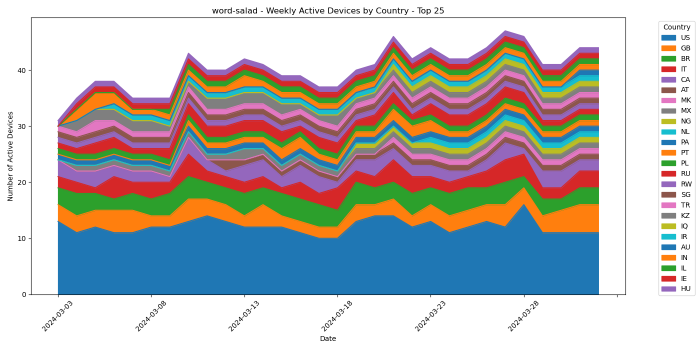 word-salad - Weekly Active Devices by Country - Top 25
Number of Active Devices
40
30
20
10
0
2024-03-03
2024-03-08
2024-03-13
2024-03-18
2024-03-23
2024-03-28
Date
Country
US
GB
BR
IT
CA
AT
MK
MX
NG
NL
PA
PT
PL
RU
RW
SG
TR
KZ
IQ
IR
AU
IN
IL
IE
HU